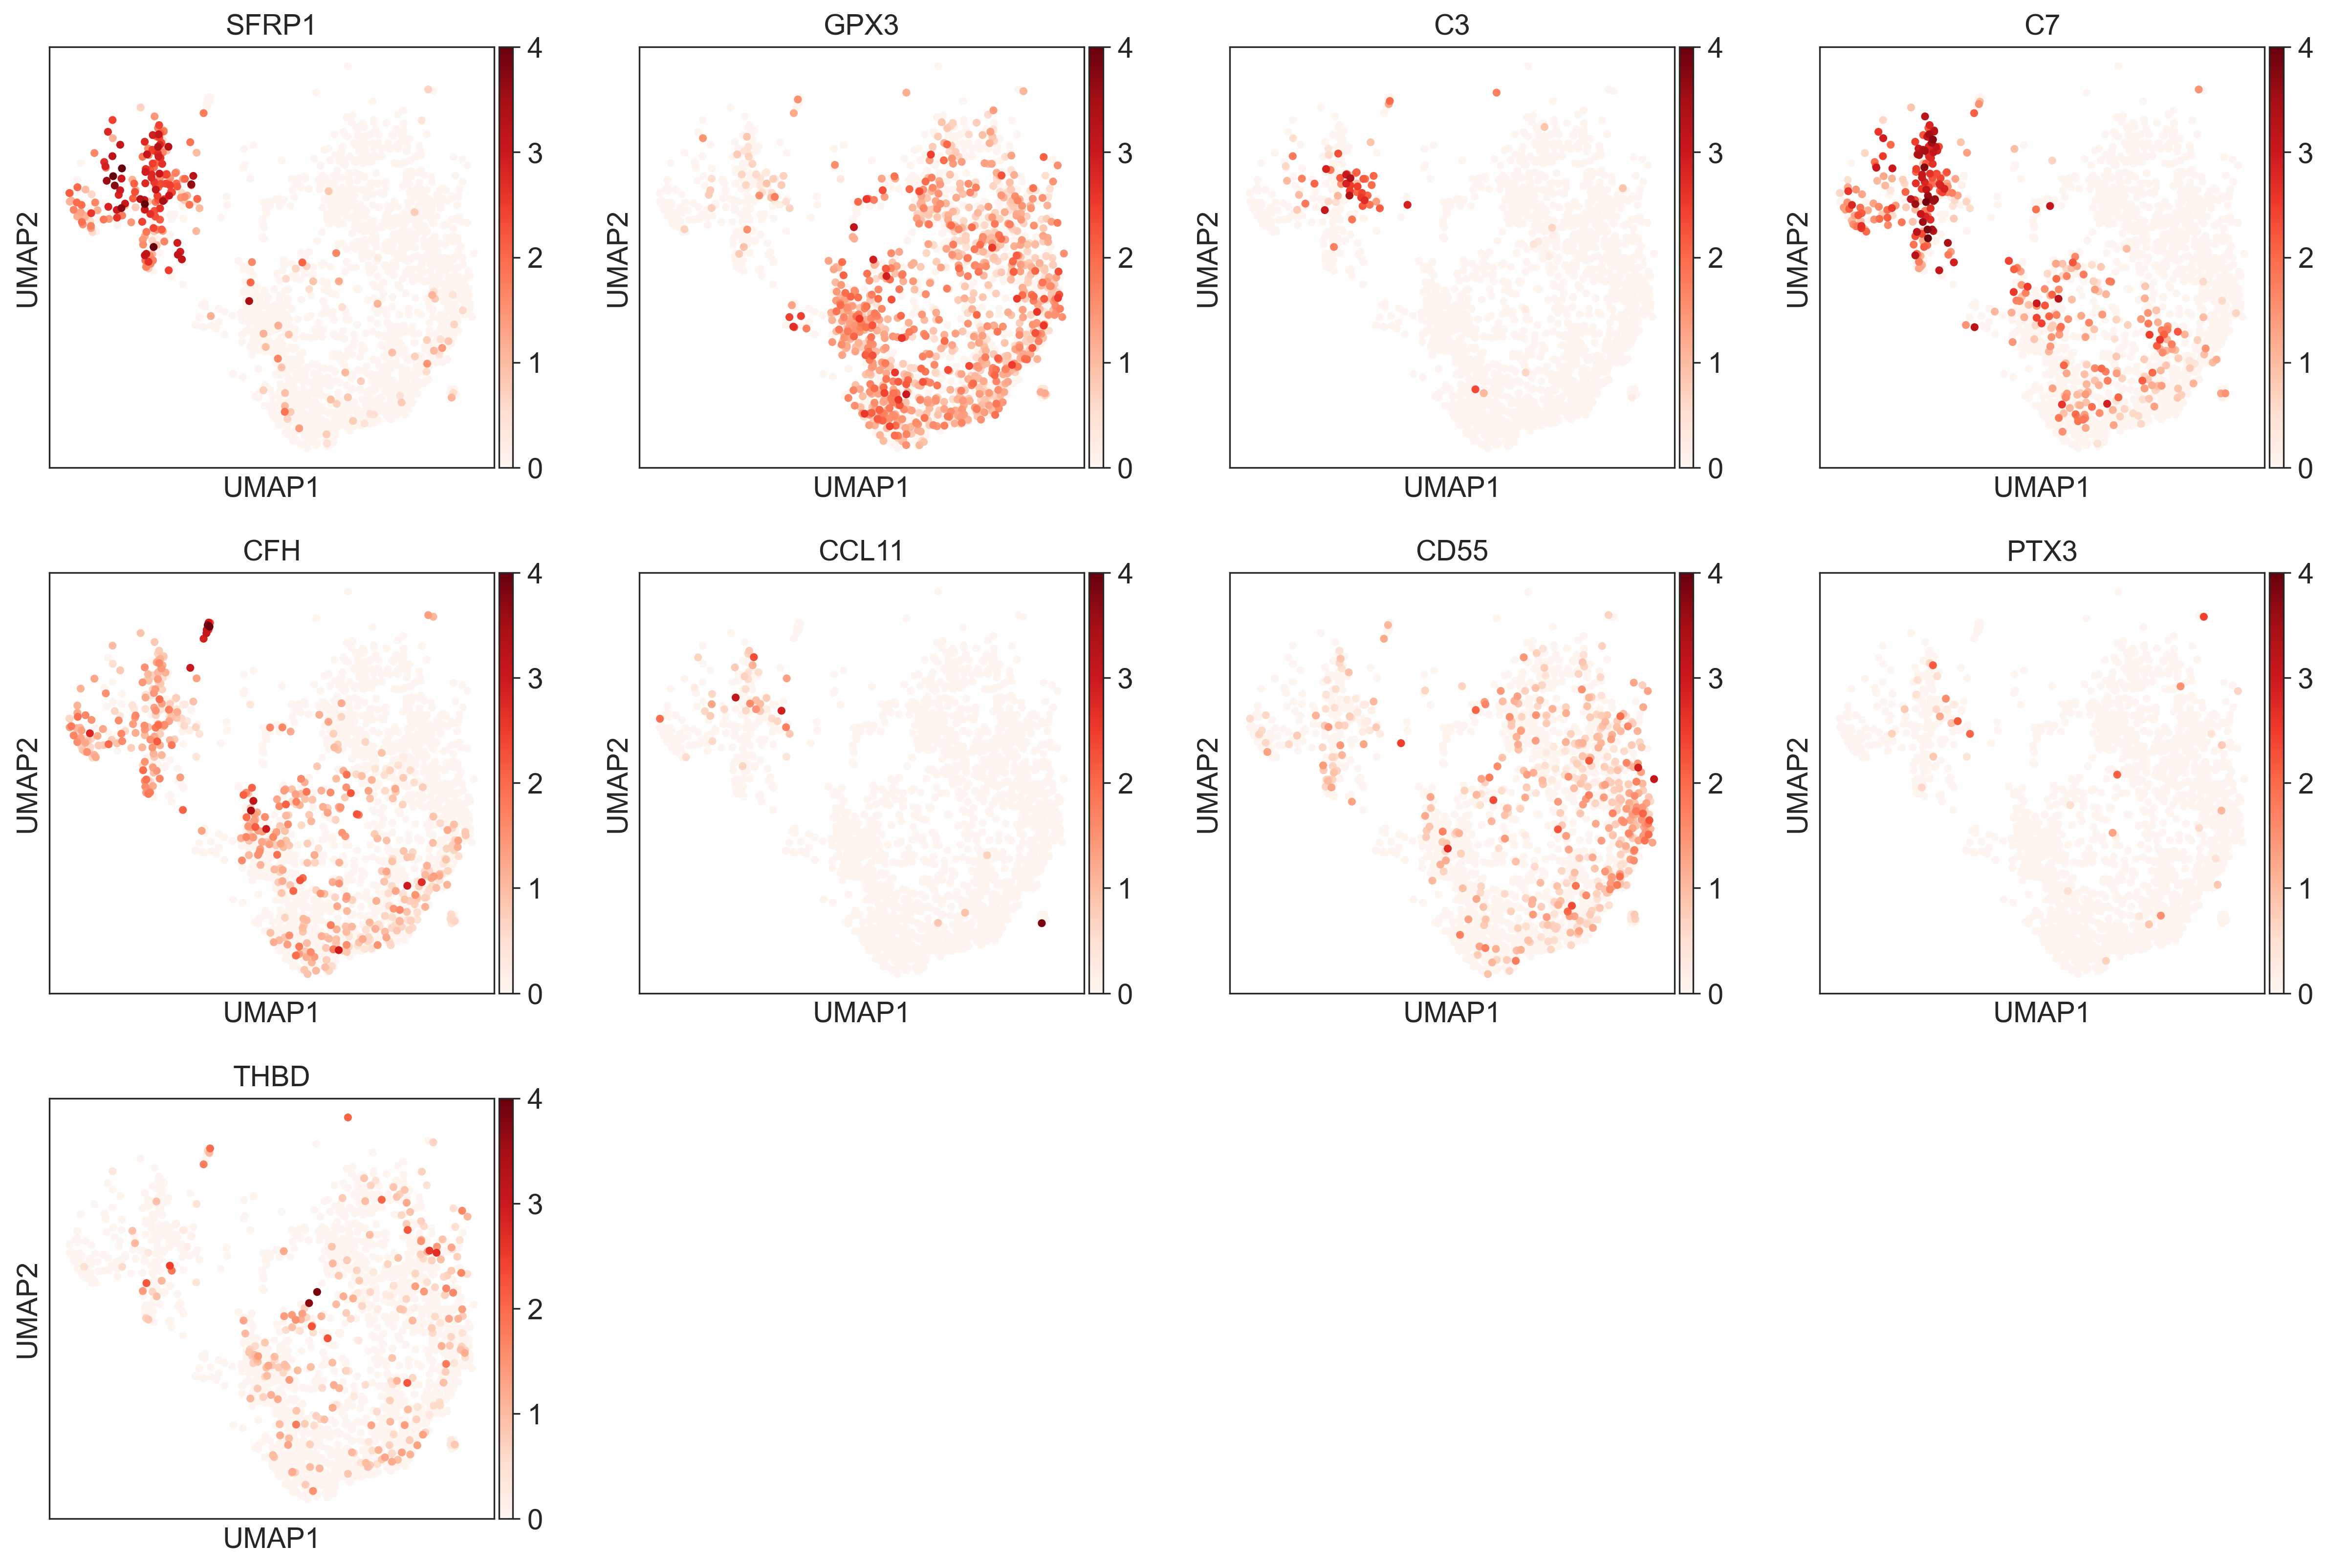 SFRP1 GPX3 C3 C7
4 4 4 4
3 3 3 3
2 2 2 2
1 1 1 1
0 0 0 0
UMAP2 UMAP2 UMAP2 UMAP2
UMAP1 UMAP1 UMAP1 UMAP1
CFH CCL11 CD55 PTX3
4 4 4 4
3 3 3 3
2 2 2 2
1 1 1 1
0 0 0 0
UMAP2 UMAP2 UMAP2 UMAP2
UMAP1 UMAP1 UMAP1 UMAP1
THBD
4
3
2
1
0
UMAP2
UMAP1